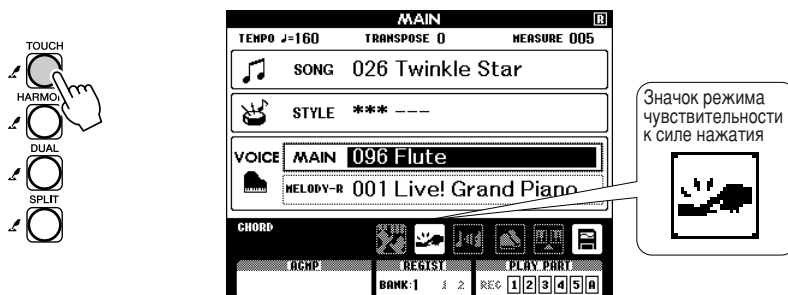 TOUCH
HARMO
DUAL
SPLIT
MAIN
R
TEMPO ♩=160 TRANSPOSE 0 MEASURE 005
SONG 026 Twinkle Star
STYLE *** ---
VOICE MAIN 096 Flute
MELODY-R 001 Live! Grand Piano
CHORD
ACMP REGIST PLAY PART
BANK:1 1 2 REC 1 2 3 4 5 A
Значок режима
чувствительности
к силе нажатия